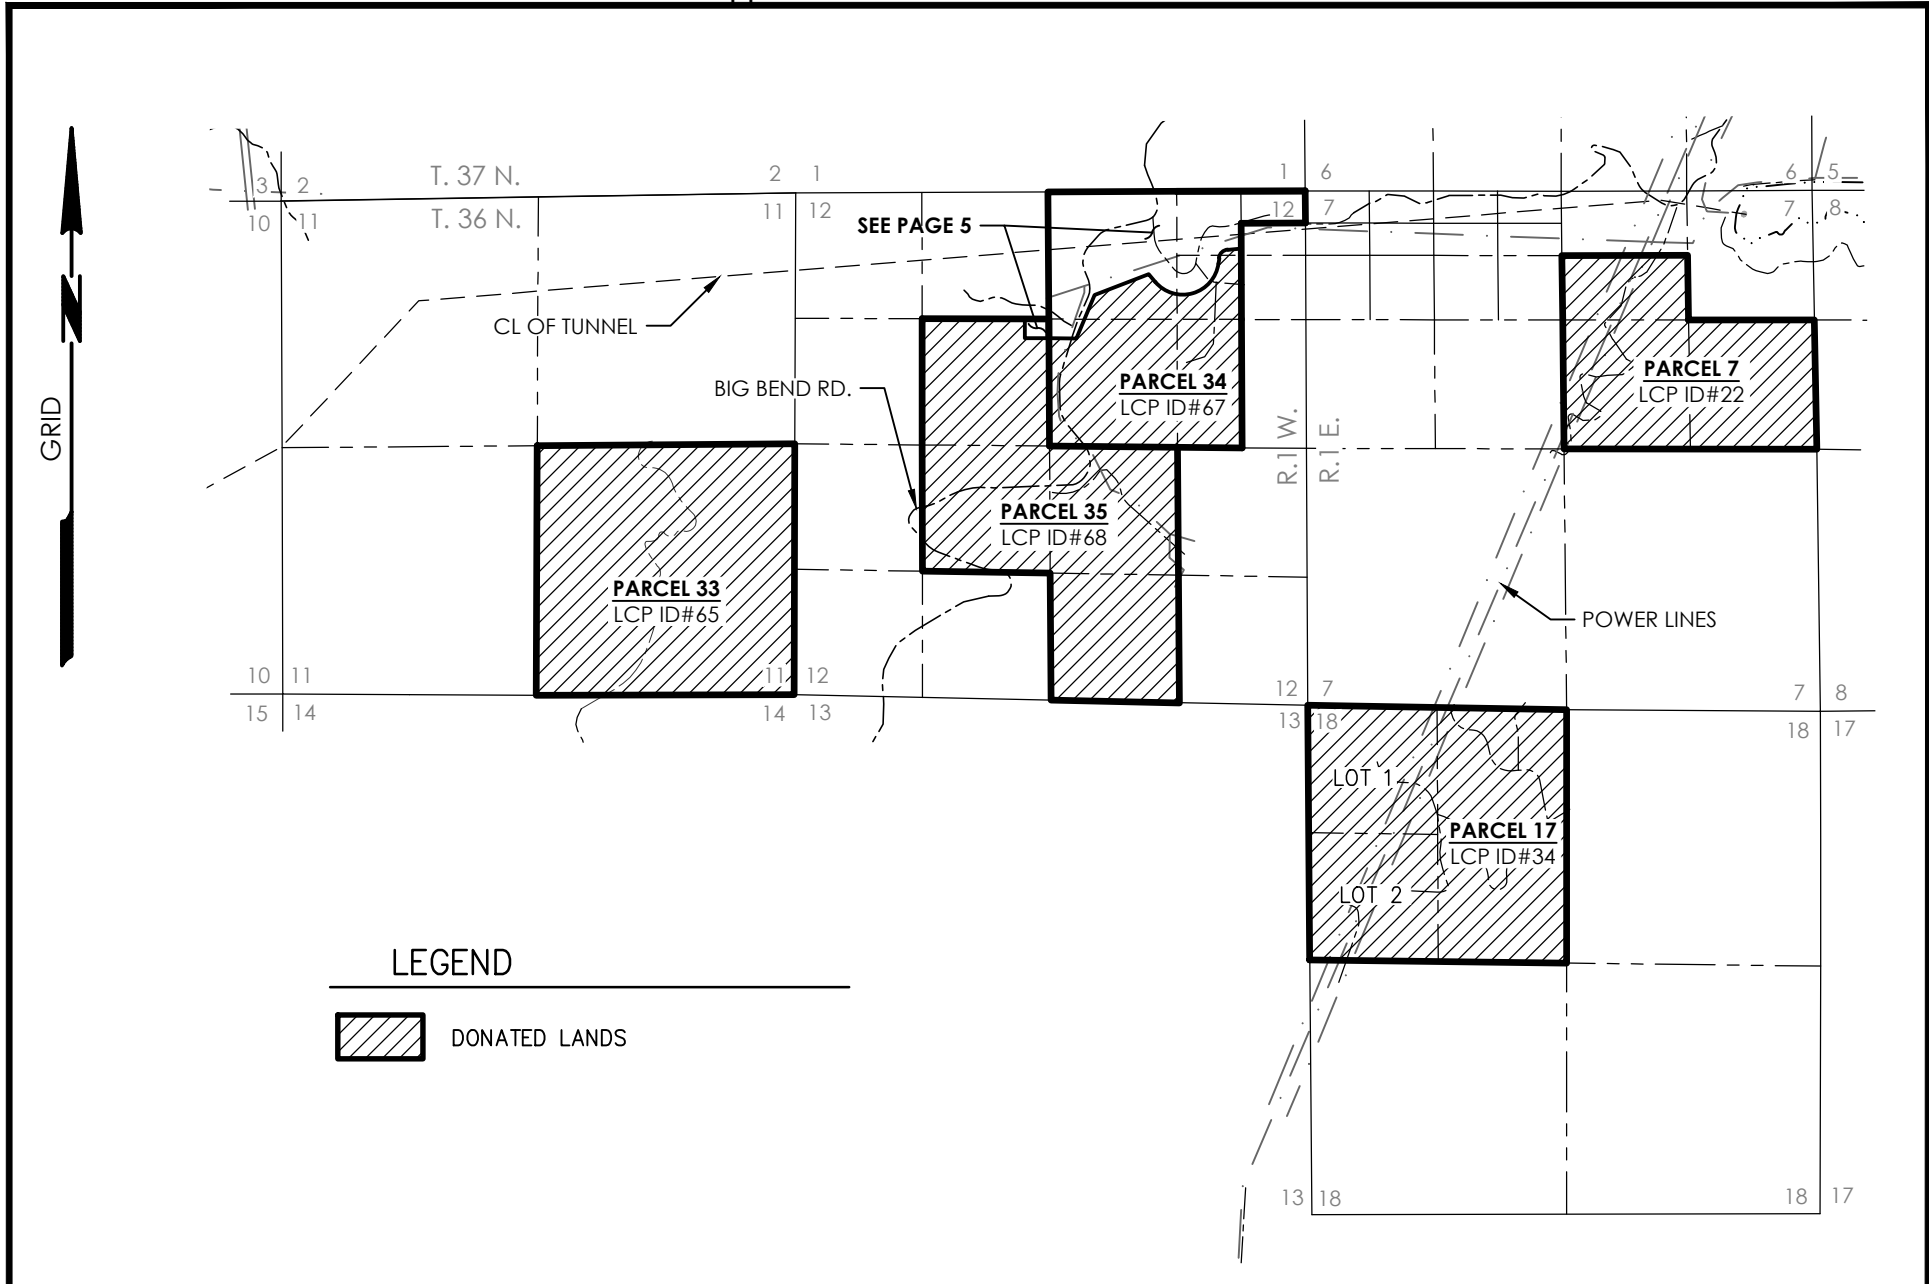 T. 37 N.
3 2
2 1
1 6
6 5
T. 36 N.
10 11
11 12
12 7
7 8
SEE PAGE 5
CL OF TUNNEL
BIG BEND RD.
PARCEL 34
LCP ID#67
PARCEL 7
LCP ID#22
GRID
N
R.1 W.
R.1 E.
PARCEL 35
LCP ID#68
PARCEL 33
LCP ID#65
POWER LINES
10 11
11 12
12 7
7 8
15 14
14 13
13 18
18 17
LOT 1
PARCEL 17
LCP ID#34
LOT 2
LEGEND
DONATED LANDS
13 18
18 17